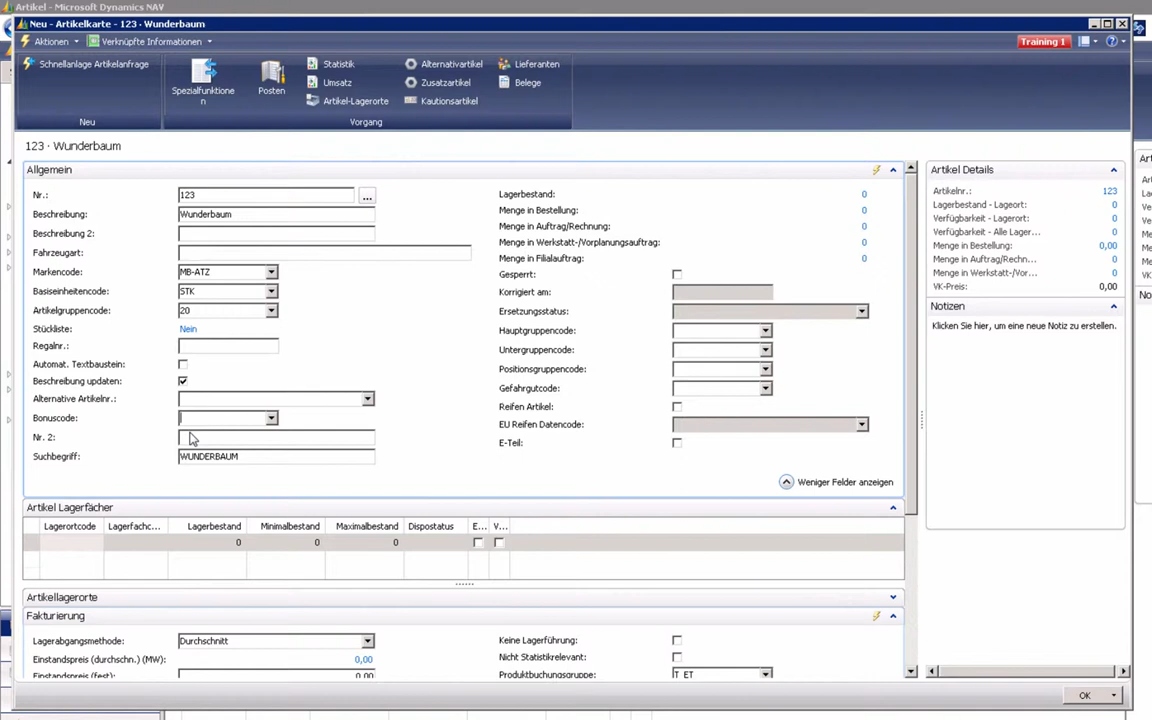 Artikel - Microsoft Dynamics NAV
Neu - Artikelkarte - 123 · Wunderbaum
Aktionen Verknüpfte Informationen Training 1
Schnellanlage Artikelanfrage
Spezialfunktione
n
Posten
Statistik
Umsatz
Artikel-Lagerorte
Alternativartikel
Zusatzartikel
Kautionsartikel
Lieferanten
Belege
Neu Vorgang
123 · Wunderbaum
Allgemein
Nr.: 123 ...
Beschreibung: Wunderbaum
Beschreibung 2:
Fahrzeugart:
Markencode: MB-ATZ
Basiseinheitencode: STK
Artikelgruppencode: 20
Stückliste: Nein
Regalnr.:
Automat. Textbaustein:
Beschreibung updaten:
Alternative Artikelnr.:
Bonuscode:
Nr. 2:
Suchbegriff: WUNDERBAUM
Lagerbestand: 0
Menge in Bestellung: 0
Menge in Auftrag/Rechnung: 0
Menge in Werkstatt-/Vorplanungsauftrag: 0
Menge in Filialauftrag: 0
Gesperrt:
Korrigiert am:
Ersetzungsstatus:
Hauptgruppencode:
Untergruppencode:
Positionsgruppencode:
Gefahrgutcode:
Reifen Artikel:
EU Reifen Datencode:
E-Teil:
Weniger Felder anzeigen
Artikel Lagerfächer
Lagerortcode Lagerfachc... Lagerbestand Minimalbestand Maximalbestand Dispostatus E... V...
0 0 0
Artikellagerorte
Fakturierung
Lagerabgangsmethode: Durchschnitt
Einstandspreis (durchschn.) (MW): 0,00
Einstandspreis (fest): 0,00
Keine Lagerführung:
Nicht Statistikrelevant:
Produktbuchungsgruppe: T_ET
Artikel Details
Artikelnr.: 123
Lagerbestand - Lageort: 0
Verfügbarkeit - Lagerort: 0
Verfügbarkeit - Alle Lager... 0
Menge in Bestellung: 0,00
Menge in Auftrag/Rechn... 0
Menge in Werkstatt-/Vor... 0
VK-Preis: 0,00
Notizen
Klicken Sie hier, um eine neue Notiz zu erstellen.
OK